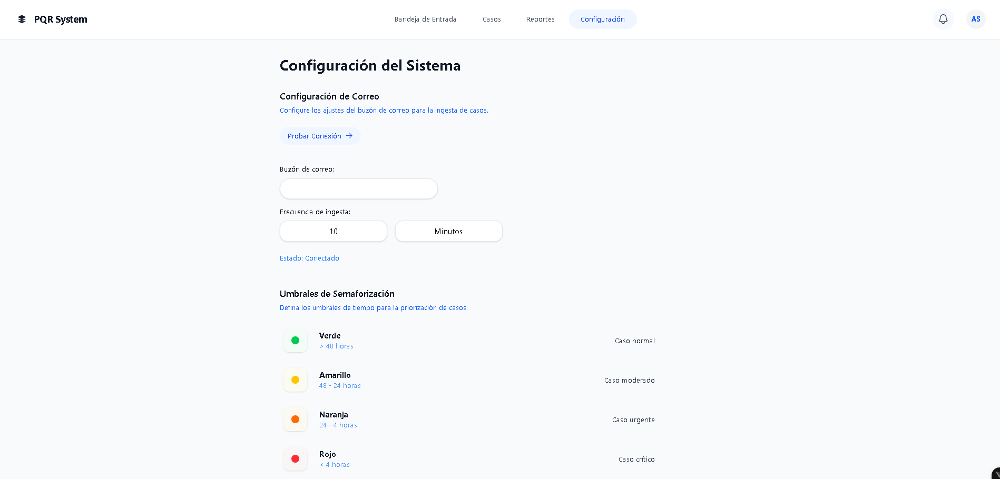 PQR System
Bandeja de Entrada
Casos
Reportes
Configuración
AS
Configuración del Sistema
Configuración de Correo
Configure los ajustes del buzón de correo para la ingesta de casos.
Probar Conexión →
Buzón de correo:
Frecuencia de ingesta:
10
Minutos
Estado: Conectado
Umbrales de Semaforización
Defina los umbrales de tiempo para la priorización de casos.
Verde
> 48 horas
Caso normal
Amarillo
48 - 24 horas
Caso moderado
Naranja
24 - 4 horas
Caso urgente
Rojo
< 4 horas
Caso crítico